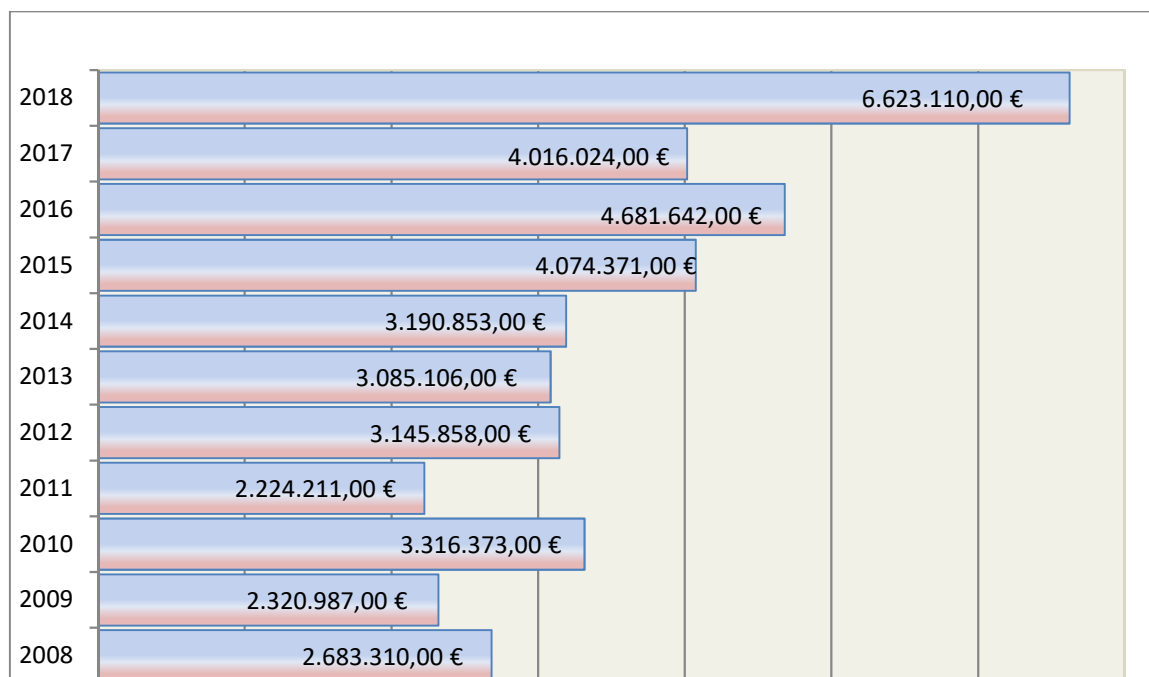 2018 6.623.110,00 €
2017 4.016.024,00 €
2016 4.681.642,00 €
2015 4.074.371,00 €
2014 3.190.853,00 €
2013 3.085.106,00 €
2012 3.145.858,00 €
2011 2.224.211,00 €
2010 3.316.373,00 €
2009 2.320.987,00 €
2008 2.683.310,00 €